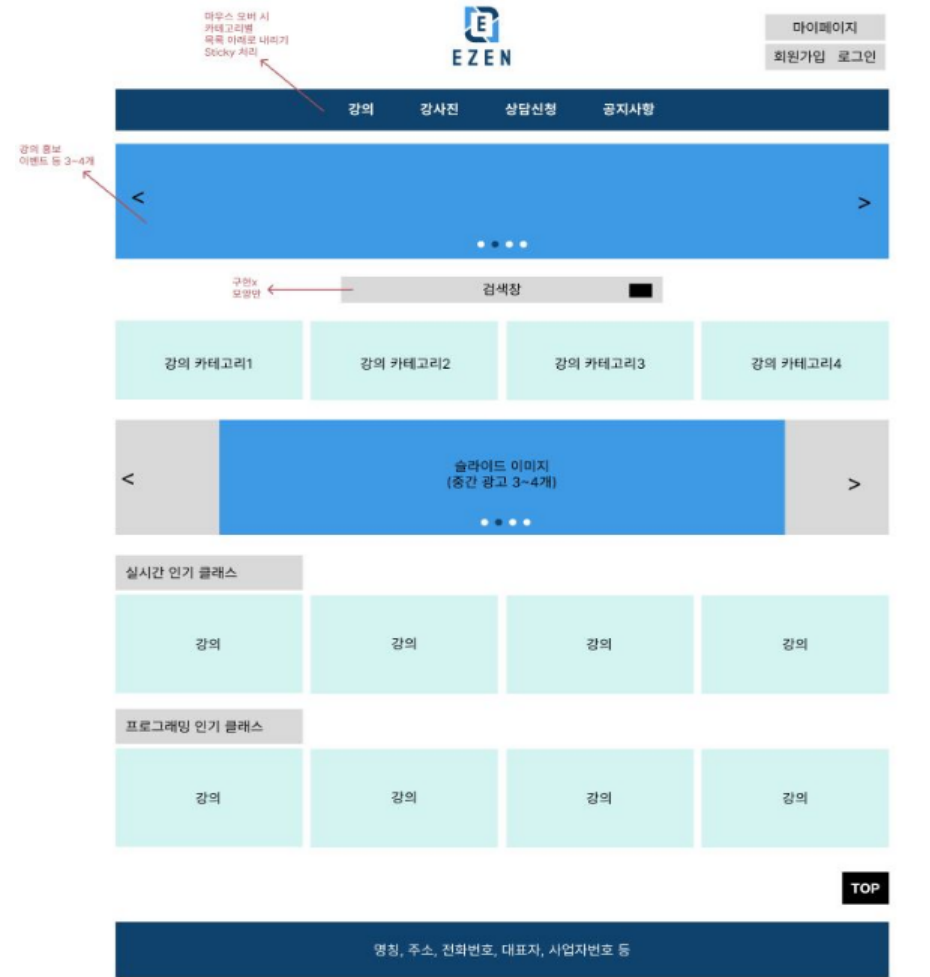 마우스 오버 시
카테고리별
목록 아래로 내리기
Sticky 처리
E
EZEN
마이페이지
회원가입 로그인
강의 강사진 상담신청 공지사항
강의 홍보
이벤트 등 3~4개
< >
구현x
모양만
검색창
강의 카테고리1 강의 카테고리2 강의 카테고리3 강의 카테고리4
슬라이드 이미지
< >
(중간 광고 3~4개)
실시간 인기 클래스
강의 강의 강의 강의
프로그래밍 인기 클래스
강의 강의 강의 강의
TOP
명칭, 주소, 전화번호, 대표자, 사업자번호 등